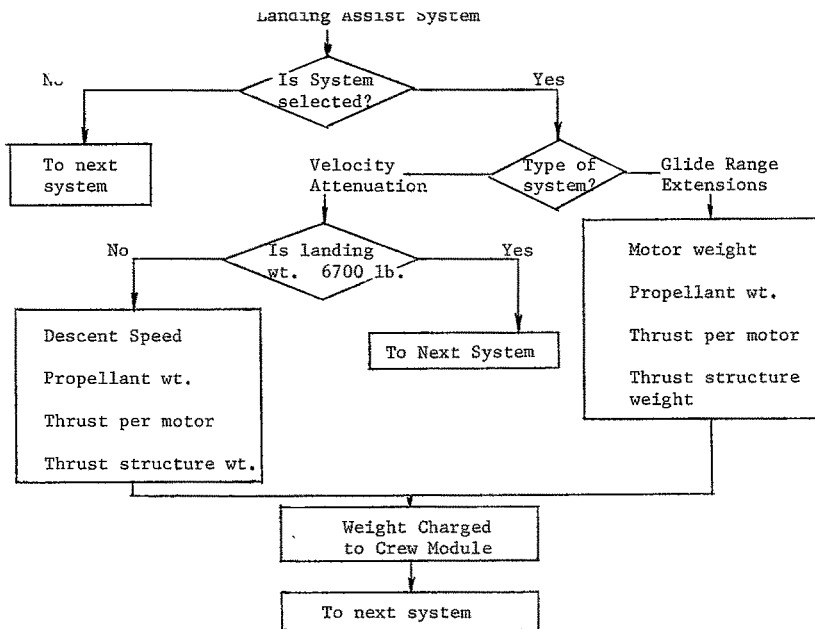 Landing Assist System
No
Is System
selected?
Yes
To next
system
Velocity
Attenuation
Type of
system?
Glide Range
Extensions
No
Is landing
wt. 6700 lb.
Yes
Motor weight
Propellant wt.
Thrust per motor
Thrust structure
weight
Descent Speed
Propellant wt.
Thrust per motor
Thrust structure wt.
To Next System
Weight Charged
to Crew Module
To next system